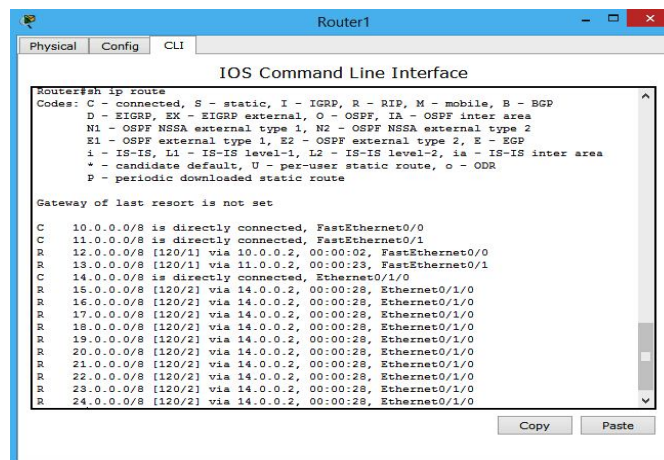 Router1
Physical Config CLI
IOS Command Line Interface
Router#sh ip route
Codes: C - connected, S - static, I - IGRP, R - RIP, M - mobile, B - BGP
D - EIGRP, EX - EIGRP external, O - OSPF, IA - OSPF inter area
N1 - OSPF NSSA external type 1, N2 - OSPF NSSA external type 2
E1 - OSPF external type 1, E2 - OSPF external type 2, E - EGP
i - IS-IS, L1 - IS-IS level-1, L2 - IS-IS level-2, ia - IS-IS inter area
* - candidate default, U - per-user static route, o - ODR
P - periodic downloaded static route
Gateway of last resort is not set
C 10.0.0.0/8 is directly connected, FastEthernet0/0
C 11.0.0.0/8 is directly connected, FastEthernet0/1
R 12.0.0.0/8 [120/1] via 10.0.0.2, 00:00:02, FastEthernet0/0
R 13.0.0.0/8 [120/1] via 11.0.0.2, 00:00:23, FastEthernet0/1
C 14.0.0.0/8 is directly connected, Ethernet0/1/0
R 15.0.0.0/8 [120/2] via 14.0.0.2, 00:00:28, Ethernet0/1/0
R 16.0.0.0/8 [120/2] via 14.0.0.2, 00:00:28, Ethernet0/1/0
R 17.0.0.0/8 [120/2] via 14.0.0.2, 00:00:28, Ethernet0/1/0
R 18.0.0.0/8 [120/2] via 14.0.0.2, 00:00:28, Ethernet0/1/0
R 19.0.0.0/8 [120/2] via 14.0.0.2, 00:00:28, Ethernet0/1/0
R 20.0.0.0/8 [120/2] via 14.0.0.2, 00:00:28, Ethernet0/1/0
R 21.0.0.0/8 [120/2] via 14.0.0.2, 00:00:28, Ethernet0/1/0
R 22.0.0.0/8 [120/2] via 14.0.0.2, 00:00:28, Ethernet0/1/0
R 23.0.0.0/8 [120/2] via 14.0.0.2, 00:00:28, Ethernet0/1/0
R 24.0.0.0/8 [120/2] via 14.0.0.2, 00:00:28, Ethernet0/1/0
Copy Paste